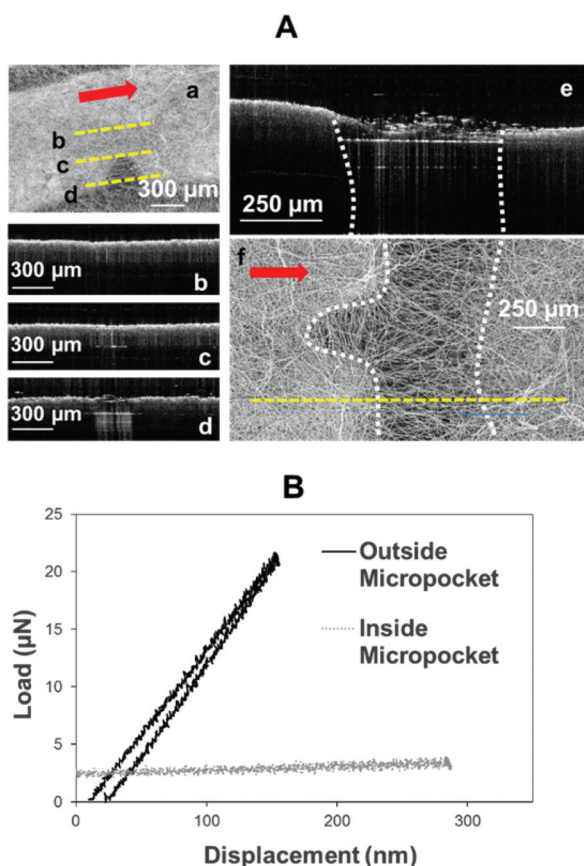 A
a
b
c
d
300 µm
300 µm
b
300 µm
c
300 µm
d
e
250 µm
f
250 µm
B
25
20
15
10
5
0
Load (µN)
Outside
Micropocket
Inside
Micropocket
0
100
200
300
Displacement (nm)